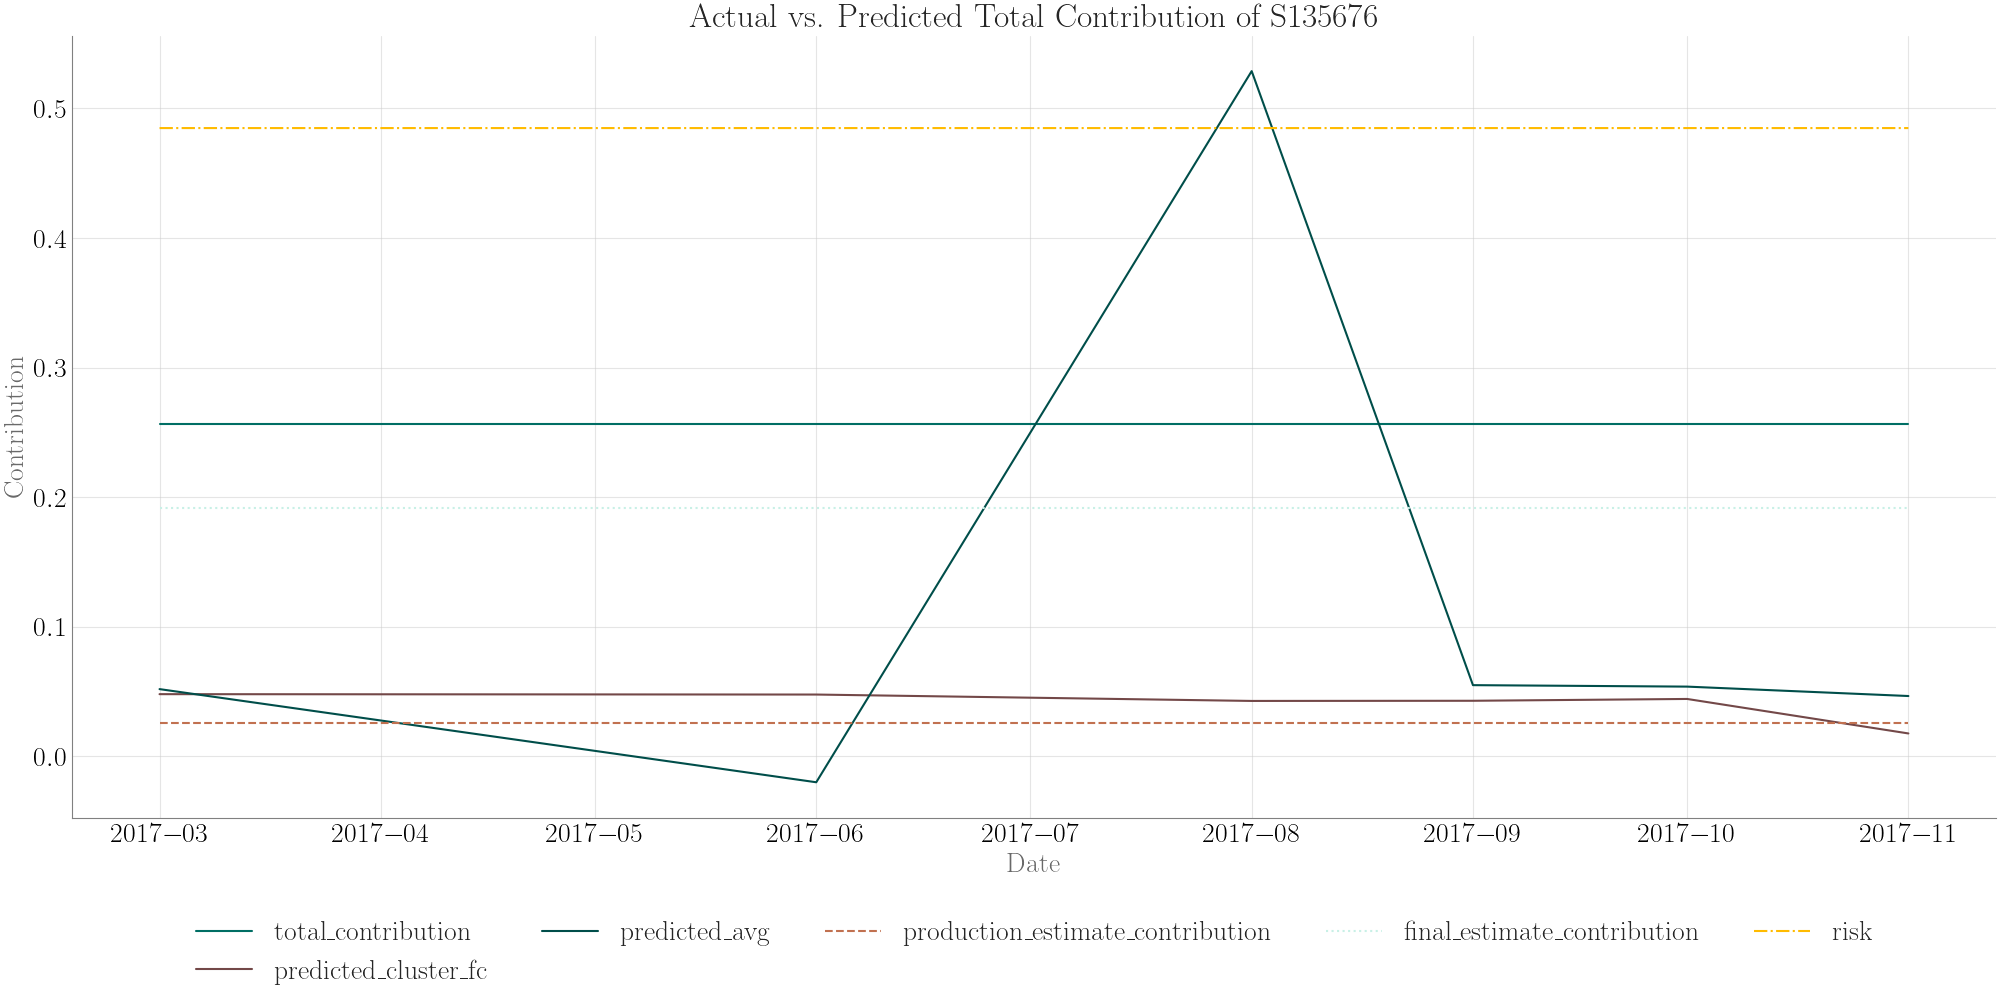 Actual vs. Predicted Total Contribution of S135676
0.5
0.4
0.3
0.2
0.1
0.0
Contribution
2017−03 2017−04 2017−05 2017−06 2017−07 2017−08 2017−09 2017−10 2017−11
Date
total_contribution predicted_avg production_estimate_contribution final_estimate_contribution risk
predicted_cluster_fc